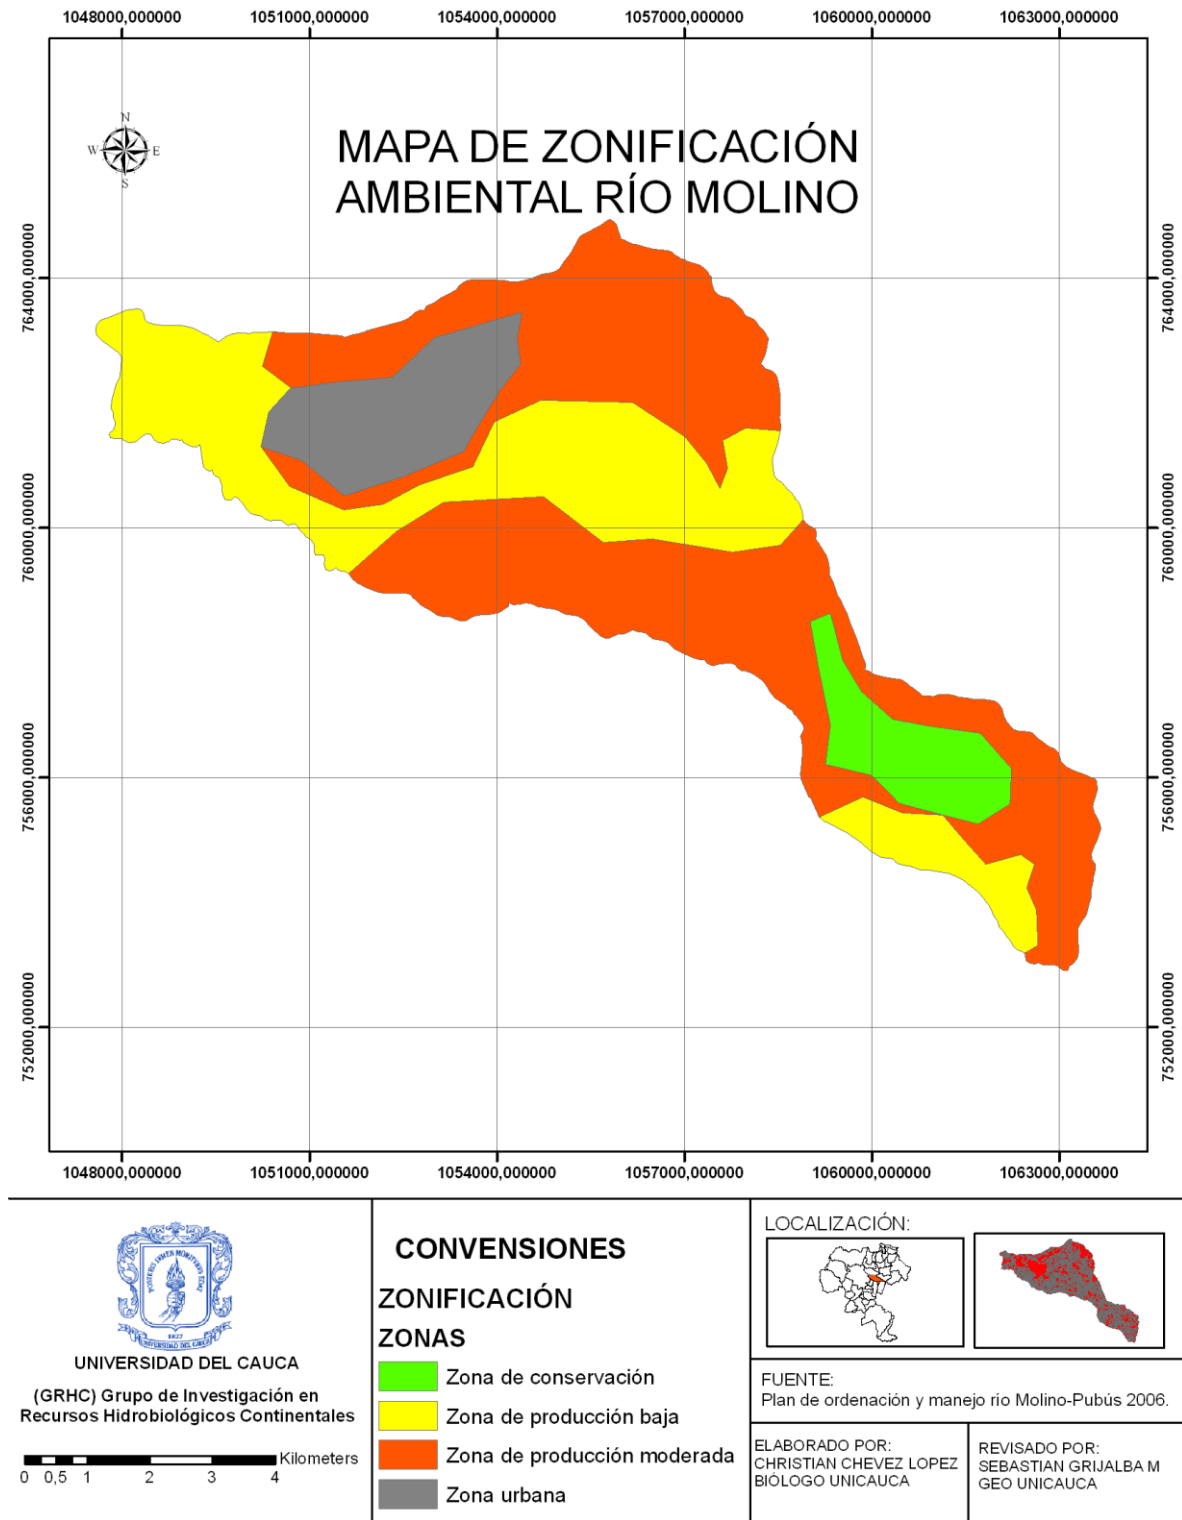 1048000,000000 1051000,000000 1054000,000000 1057000,000000 1060000,000000 1063000,000000
N
W E
S
MAPA DE ZONIFICACIÓN
AMBIENTAL RÍO MOLINO
764000,000000 764000,000000
760000,000000 760000,000000
756000,000000 756000,000000
752000,000000 752000,000000
1048000,000000 1051000,000000 1054000,000000 1057000,000000 1060000,000000 1063000,000000
1827
UNIVERSIDAD DEL CAUCA
UNIVERSIDAD DEL CAUCA
(GRHC) Grupo de Investigación en
Recursos Hidrobiológicos Continentales
Kilometers
0 0,5 1 2 3 4
CONVENSIONES
ZONIFICACIÓN
ZONAS
Zona de conservación
Zona de producción baja
Zona de producción moderada
Zona urbana
LOCALIZACIÓN:
FUENTE:
Plan de ordenación y manejo río Molino-Pubús 2006.
ELABORADO POR:
CHRISTIAN CHEVEZ LOPEZ
BIÓLOGO UNICAUCA
REVISADO POR:
SEBASTIAN GRIJALBA M
GEO UNICAUCA